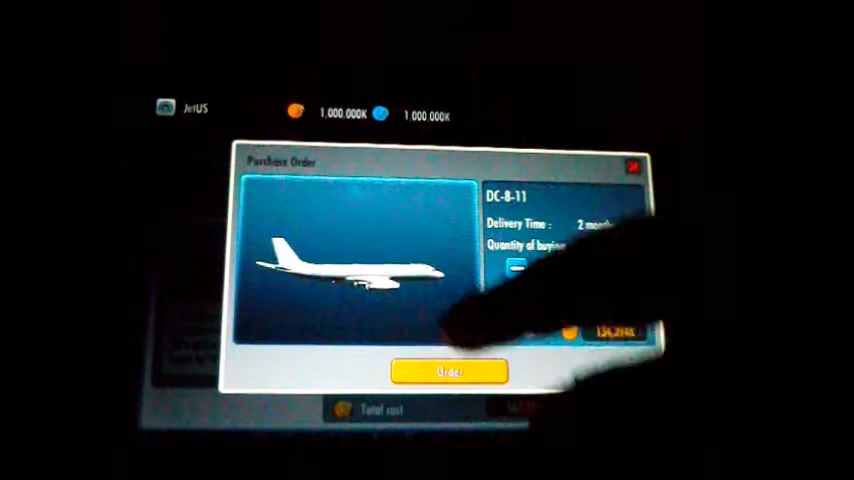 JetUS
1,000,000K
1,000,000K
Purchase Order
DC-8-11
Delivery Time :
2
Quantity of buying
Order
Total cost